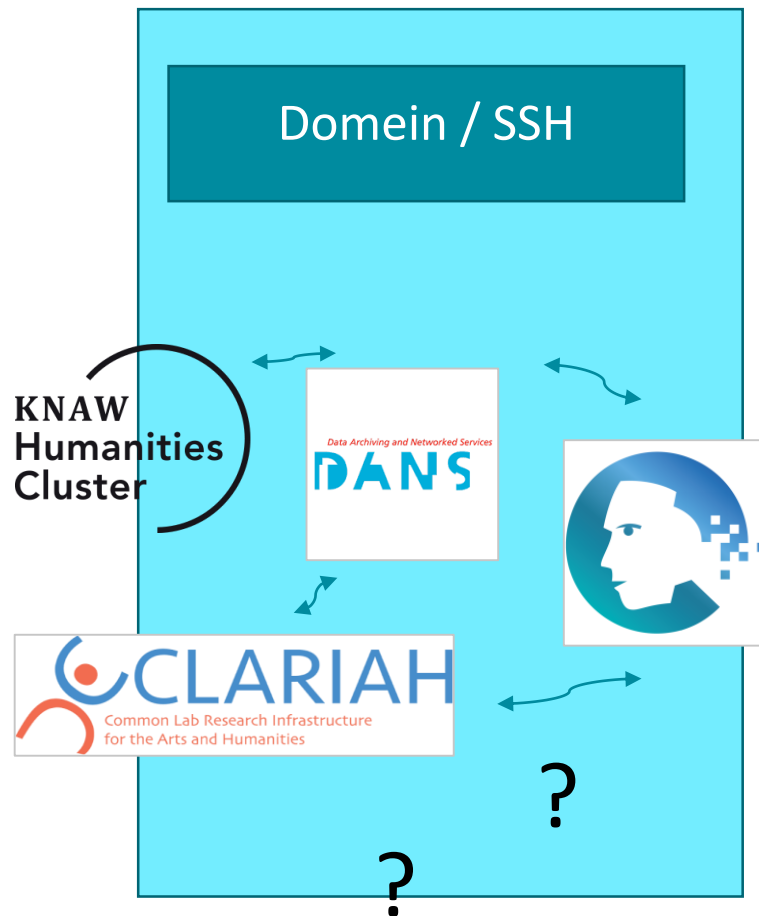 Domein / SSH
KNAW
Humanities
Cluster
Data Archiving and Networked Services
DANS
CLARIAH
Common Lab Research Infrastructure
for the Arts and Humanities
?
?